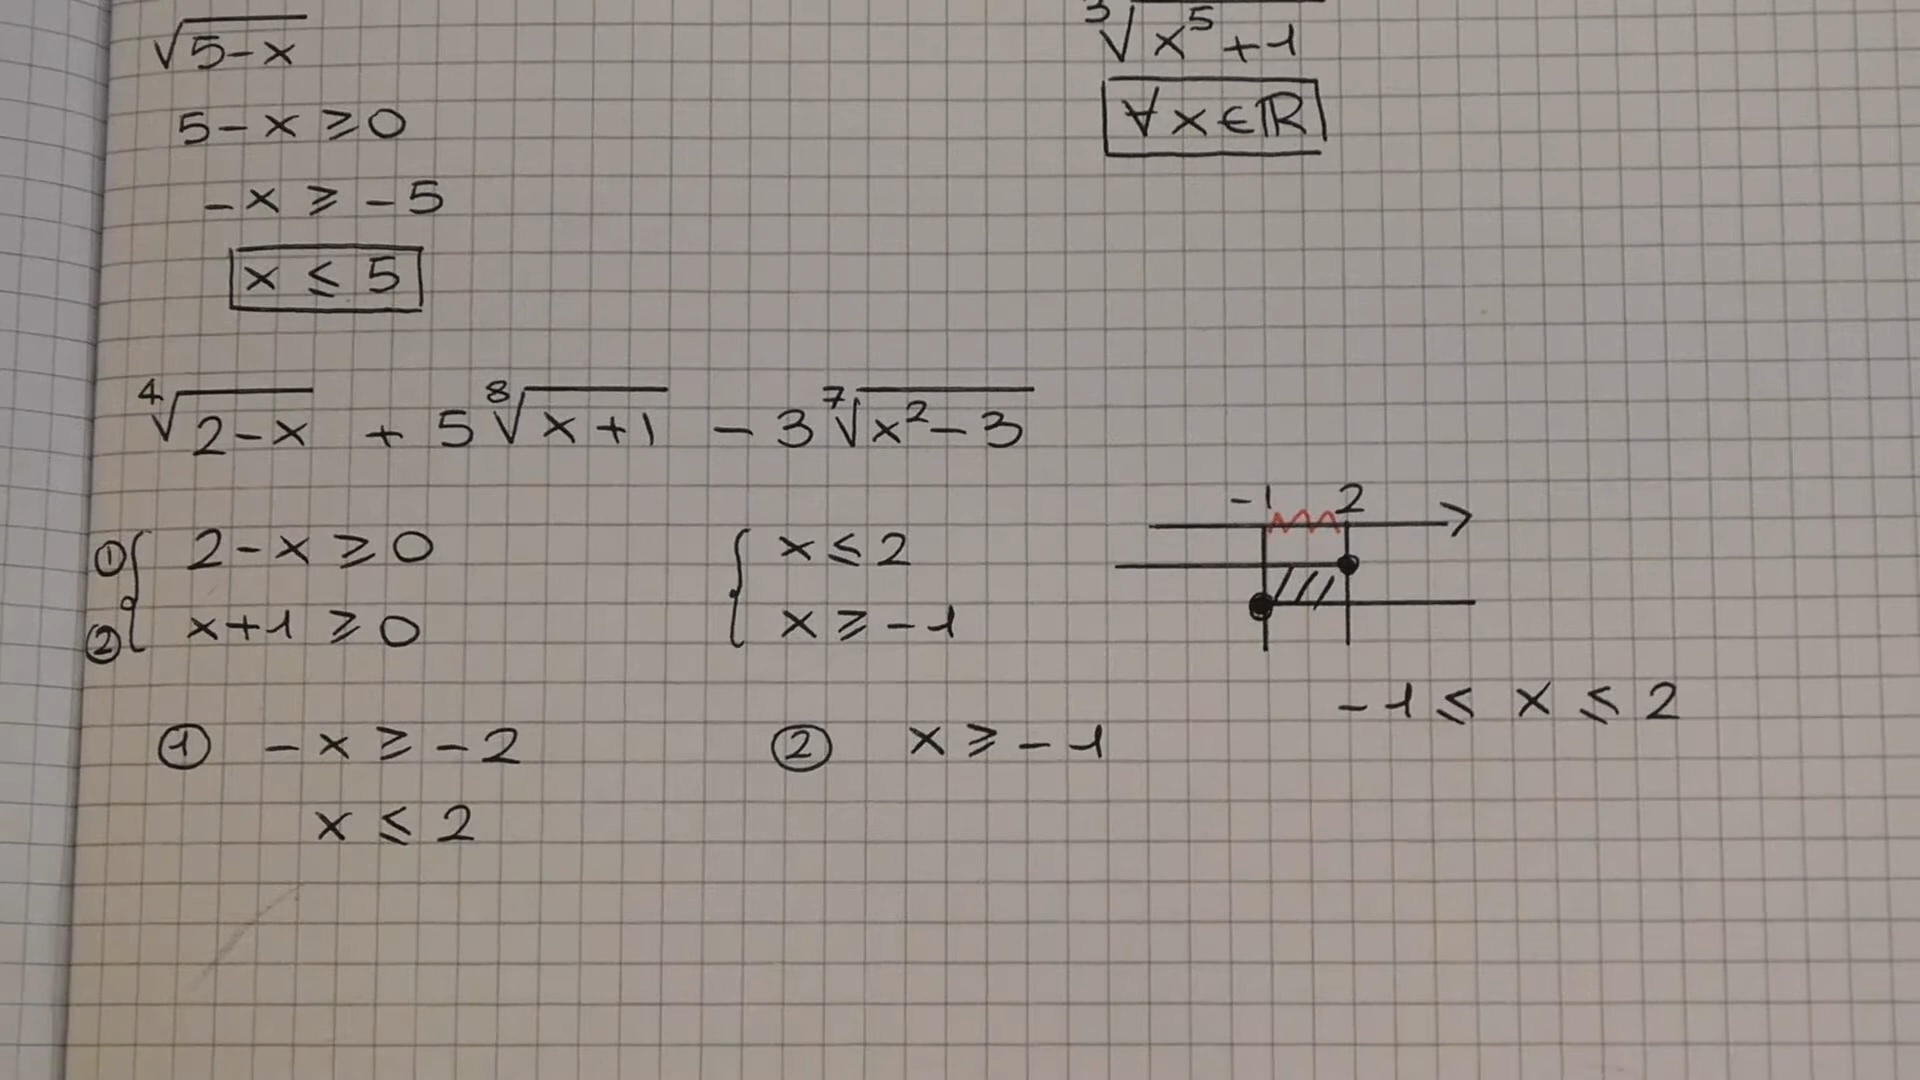 √5-x
5-x ≥ 0
-x ≥ -5
x ≤ 5
³√x⁵+1
∀x∈ℝ
⁴√2-x + 5 ⁸√x+1 - 3 ⁷√x²-3
① { 2-x ≥ 0
② { x+1 ≥ 0
{ x ≤ 2
{ x ≥ -1
-1 2
-1 ≤ x ≤ 2
① -x ≥ -2
x ≤ 2
② x ≥ -1